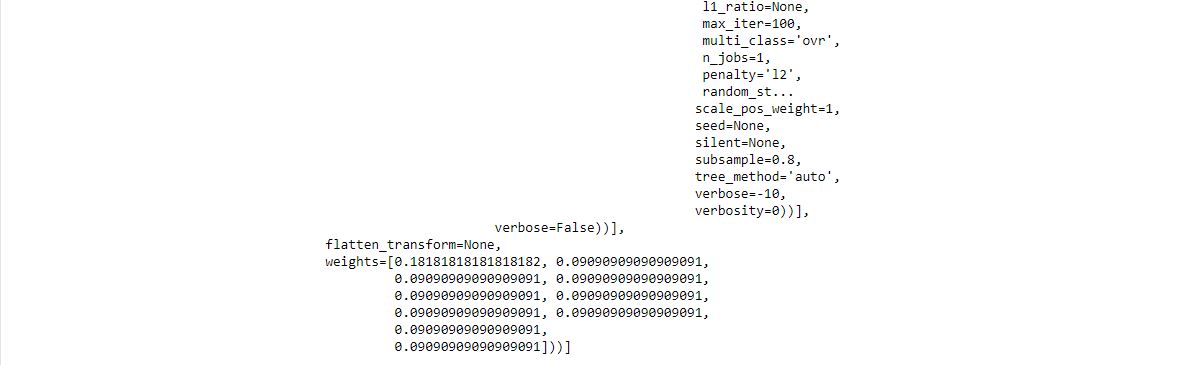 l1_ratio=None,
max_iter=100,
multi_class='ovr',
n_jobs=1,
penalty='l2',
random_st...
scale_pos_weight=1,
seed=None,
silent=None,
subsample=0.8,
tree_method='auto',
verbose=-10,
verbosity=0))],
verbose=False))],
flatten_transform=None,
weights=[0.18181818181818182, 0.09090909090909091,
0.09090909090909091, 0.09090909090909091,
0.09090909090909091, 0.09090909090909091,
0.09090909090909091, 0.09090909090909091,
0.09090909090909091,
0.09090909090909091]))]